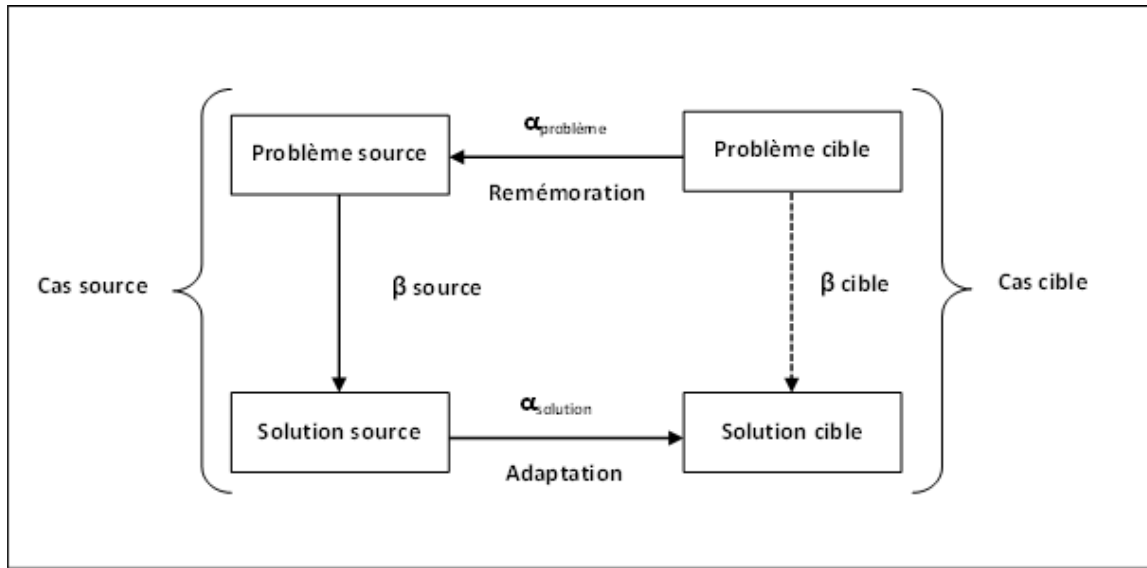 α problème
Problème source
Problème cible
Remémoration
Cas source
β source
β cible
Cas cible
α solution
Solution source
Solution cible
Adaptation